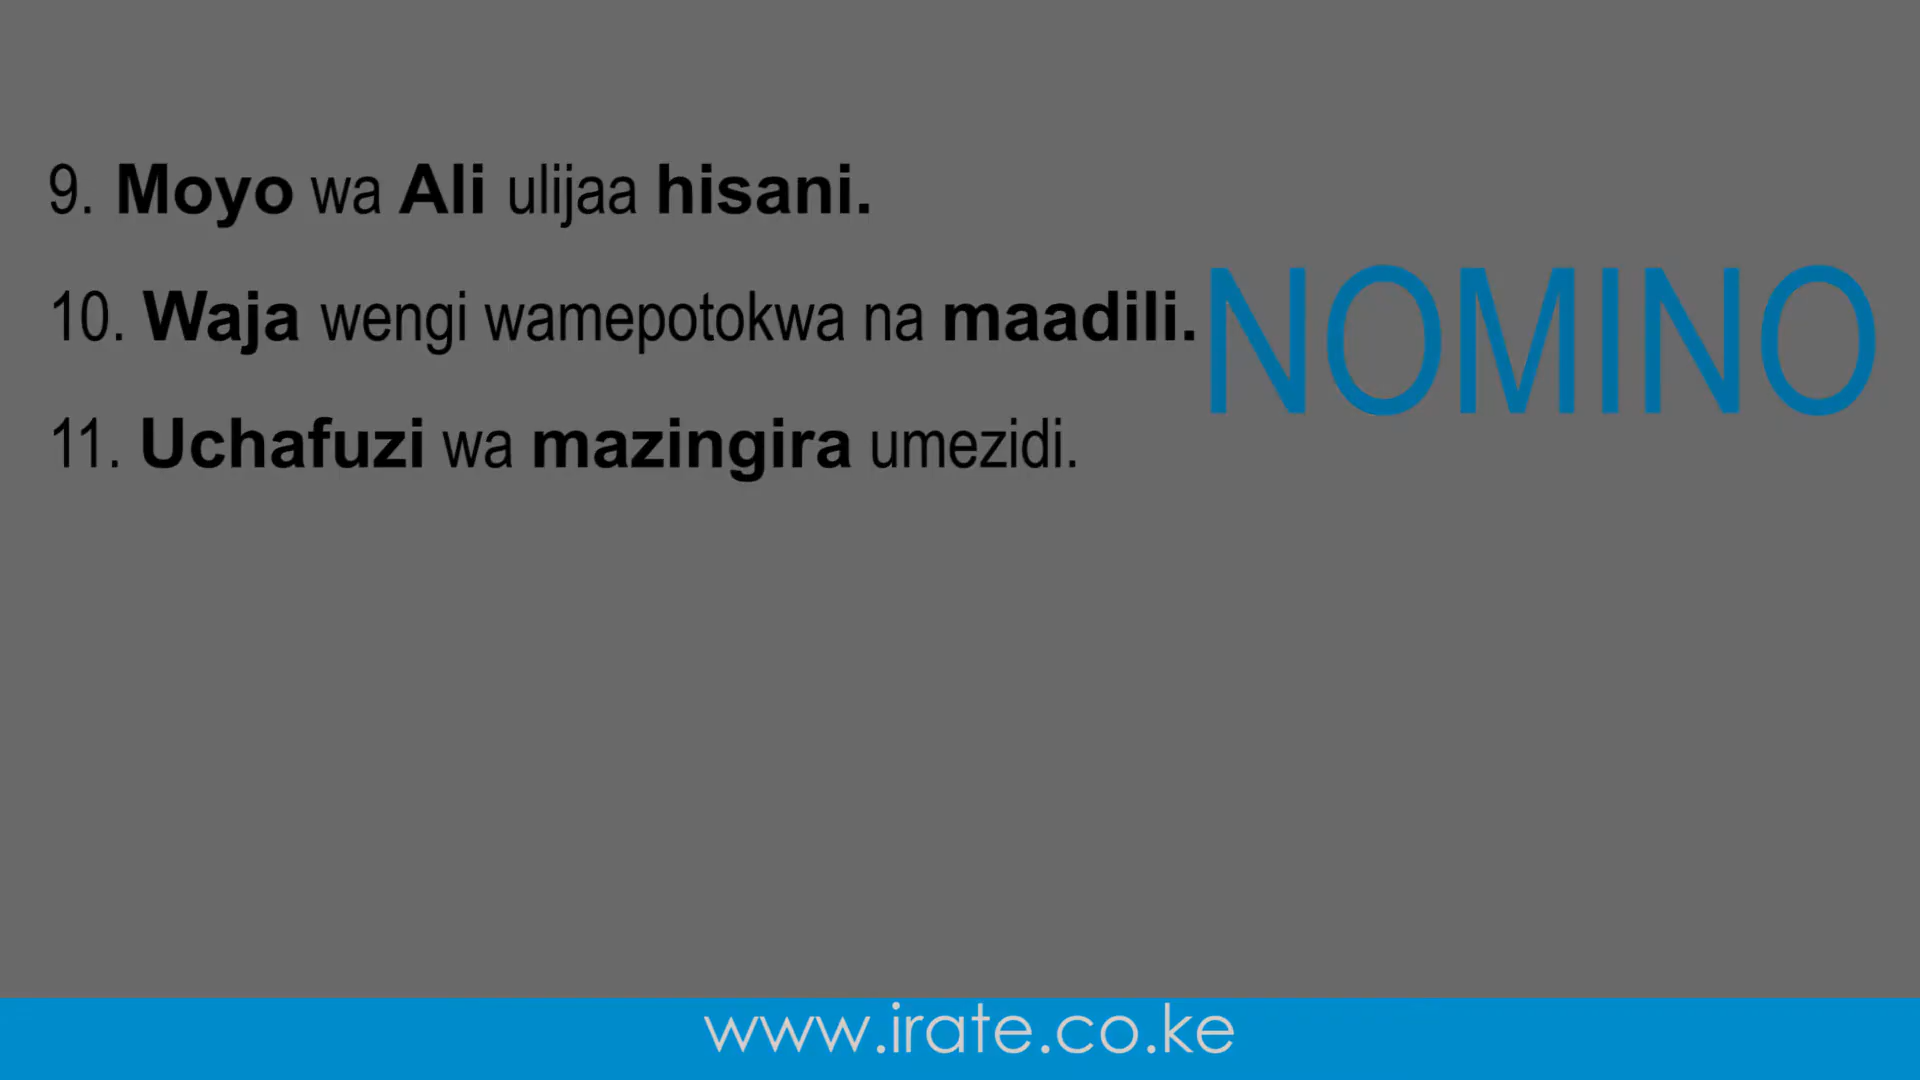 9. Moyo wa Ali ulijaa hisani.
10. Waja wengi wamepotokwa na maadili.
NOMINO
11. Uchafuzi wa mazingira umezidi.
www.irate.co.ke